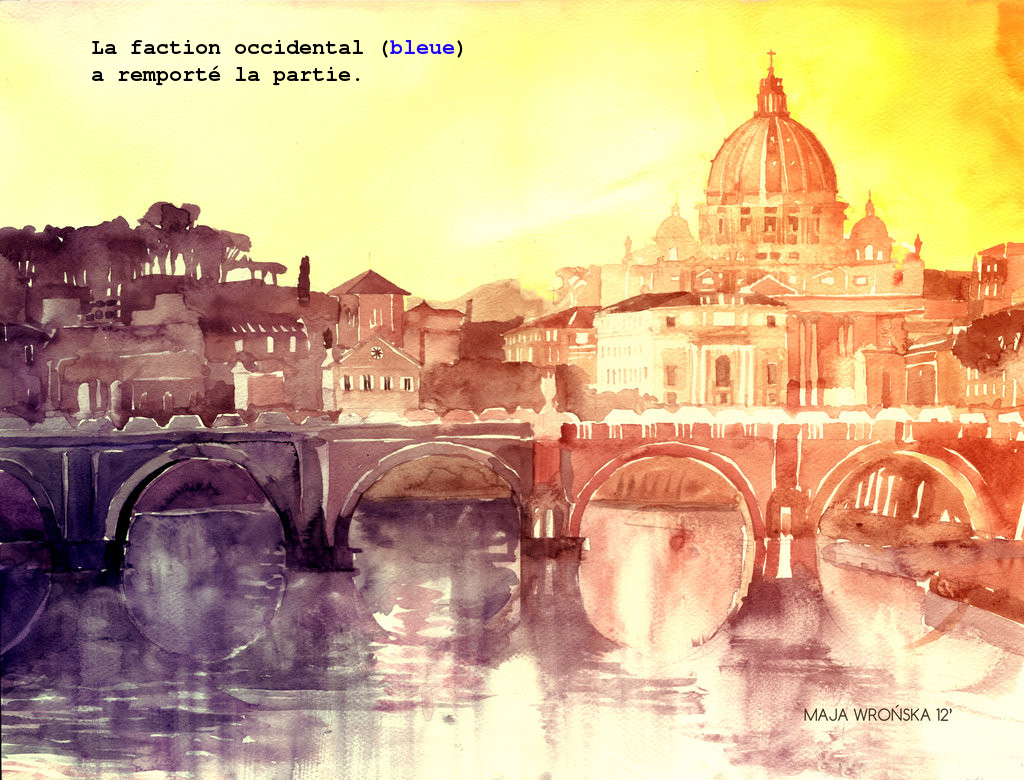 La faction occidental (bleue)
a remporté la partie.
MAJA WROŃSKA 12'